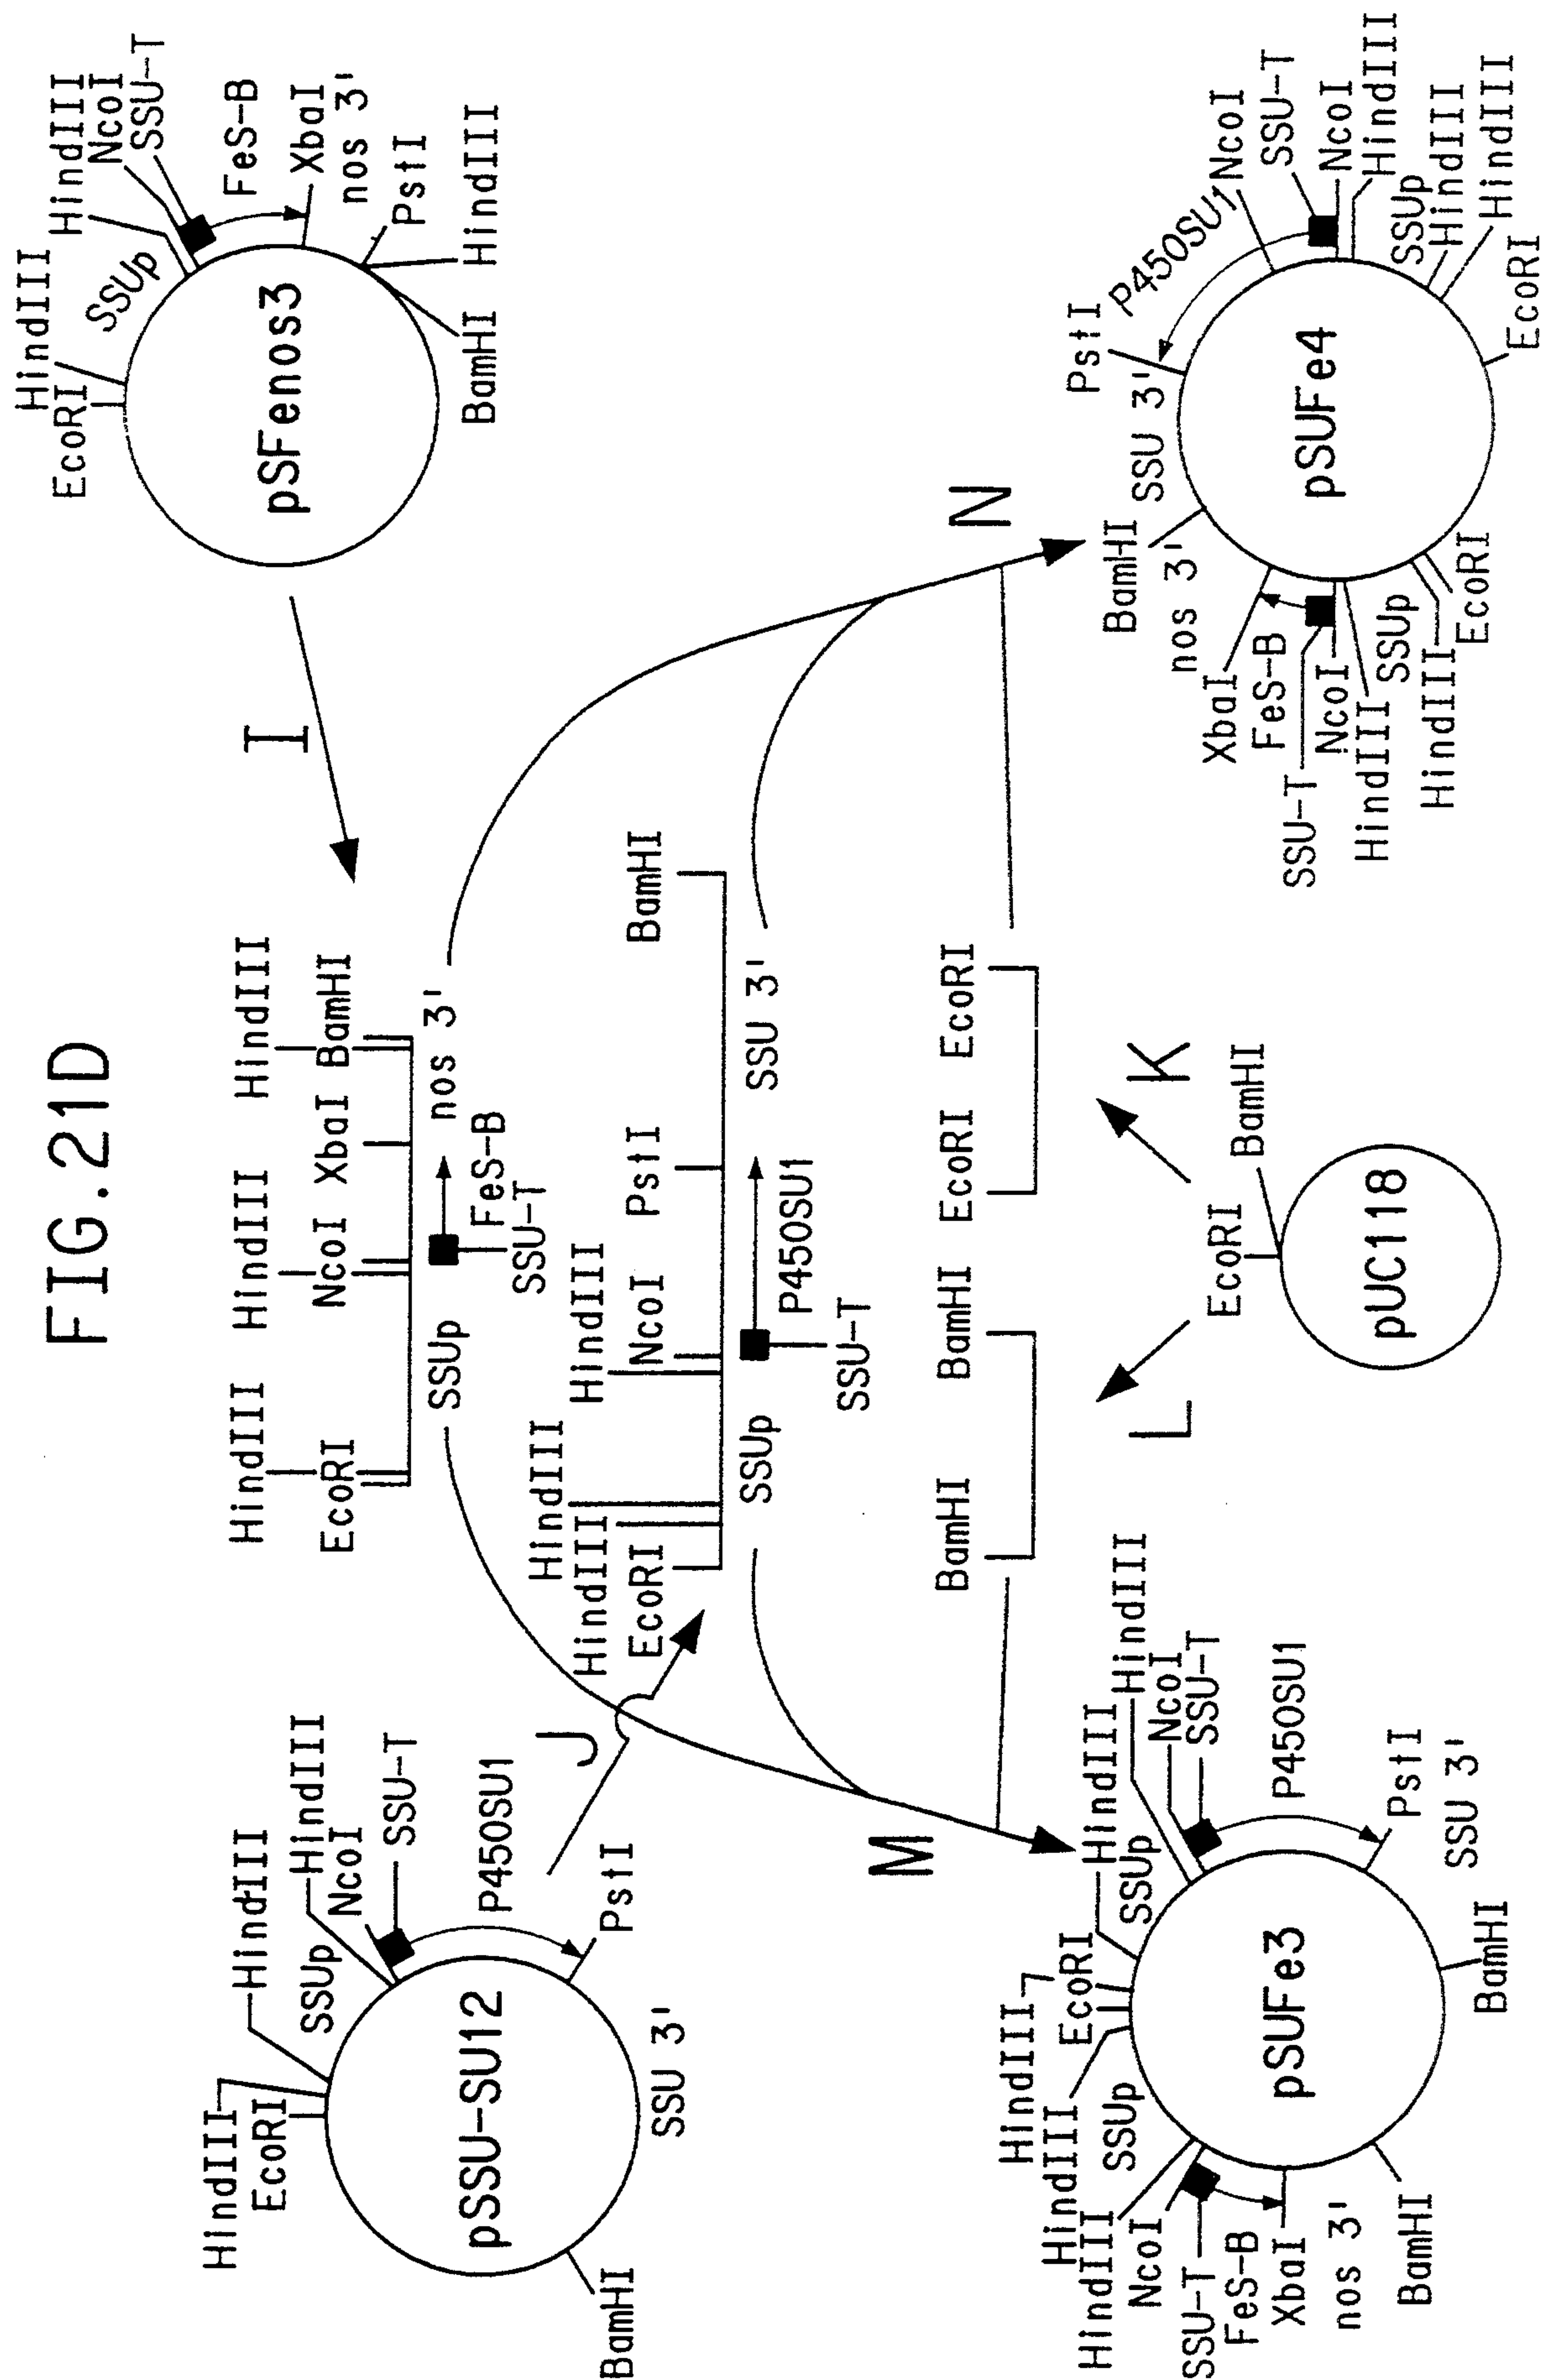 FIG.21D
HindIII
EcoRI
HindIII
SSUp
HindIII
NcoI
SSU-T
P450SU1
PstI
SSU 3'
BamHI
pSSU-SU12
J
HindIII
EcoRI
SSUp
HindIII
NcoI
SSU-T
FeS-B
XbaI
nos 3'
PstI
HindIII
BamHI
pSFenos3
I
HindIII
EcoRI
HindIII
NcoI
XbaI
HindIII
BamHI
SSUp
FeS-B
SSU-T
nos 3'
HindIII
HindIII
EcoRI
HindIII
NcoI
PstI
BamHI
SSUp
P450SU1
SSU-T
SSU 3'
BamHI
BamHI
EcoRI
EcoRI
L
K
EcoRI
BamHI
pUC118
M
N
HindIII
EcoRI
HindIII
SSUp
HindIII
NcoI
SSU-T
P450SU1
PstI
SSU 3'
BamHI
BamHI
nos 3'
XbaI
FeS-B
SSU-T
NcoI
HindIII
SSUp
HindIII
pSUFe3
BamHI
SSU 3'
PstI
P450SU1
NcoI
SSU-T
NcoI
HindIII
SSUp
HindIII
HindIII
EcoRI
EcoRI
HindIII
SSUp
HindIII
NcoI
SSU-T
FeS-B
XbaI
nos 3'
pSUFe4